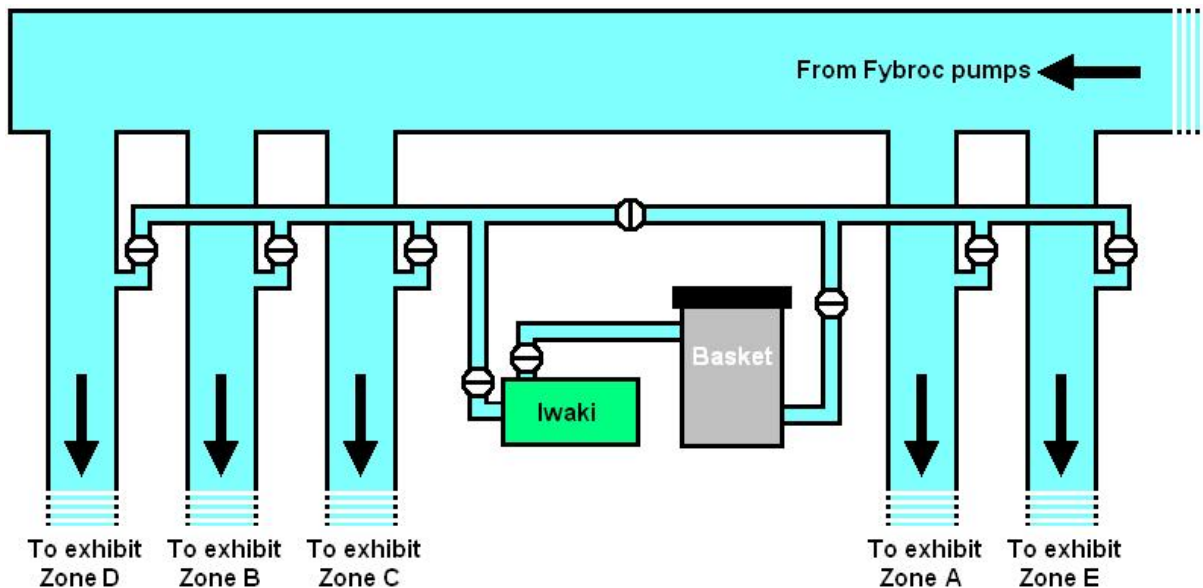 From Fybroc pumps
Basket
Iwaki
To exhibit
Zone D
To exhibit
Zone B
To exhibit
Zone C
To exhibit
Zone A
To exhibit
Zone E